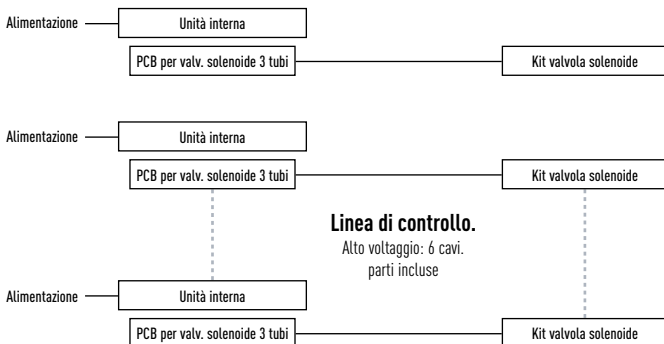 Alimentazione
Unità interna
PCB per valv. solenoide 3 tubi
Kit valvola solenoide
Alimentazione
Unità interna
PCB per valv. solenoide 3 tubi
Kit valvola solenoide
Linea di controllo.
Alto voltaggio: 6 cavi.
parti incluse
Alimentazione
Unità interna
PCB per valv. solenoide 3 tubi
Kit valvola solenoide